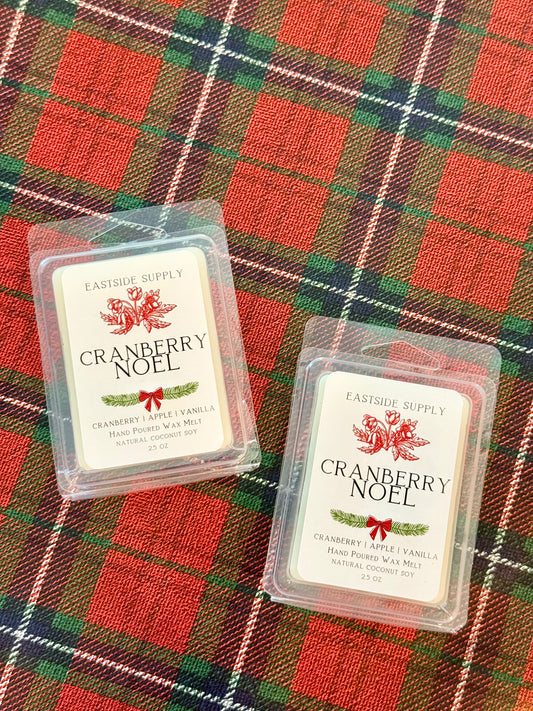 EASTSIDE SUPPLY
CRANBERRY
NOEL
CRANBERRY | APPLE | VANILLA
HAND POURED WAX MELT
NATURAL COCONUT SOY
2.5 OZ
EASTSIDE SUPPLY
CRANBERRY
NOEL
CRANBERRY | APPLE | VANILLA
HAND POURED WAX MELT
NATURAL COCONUT SOY
2.5 OZ